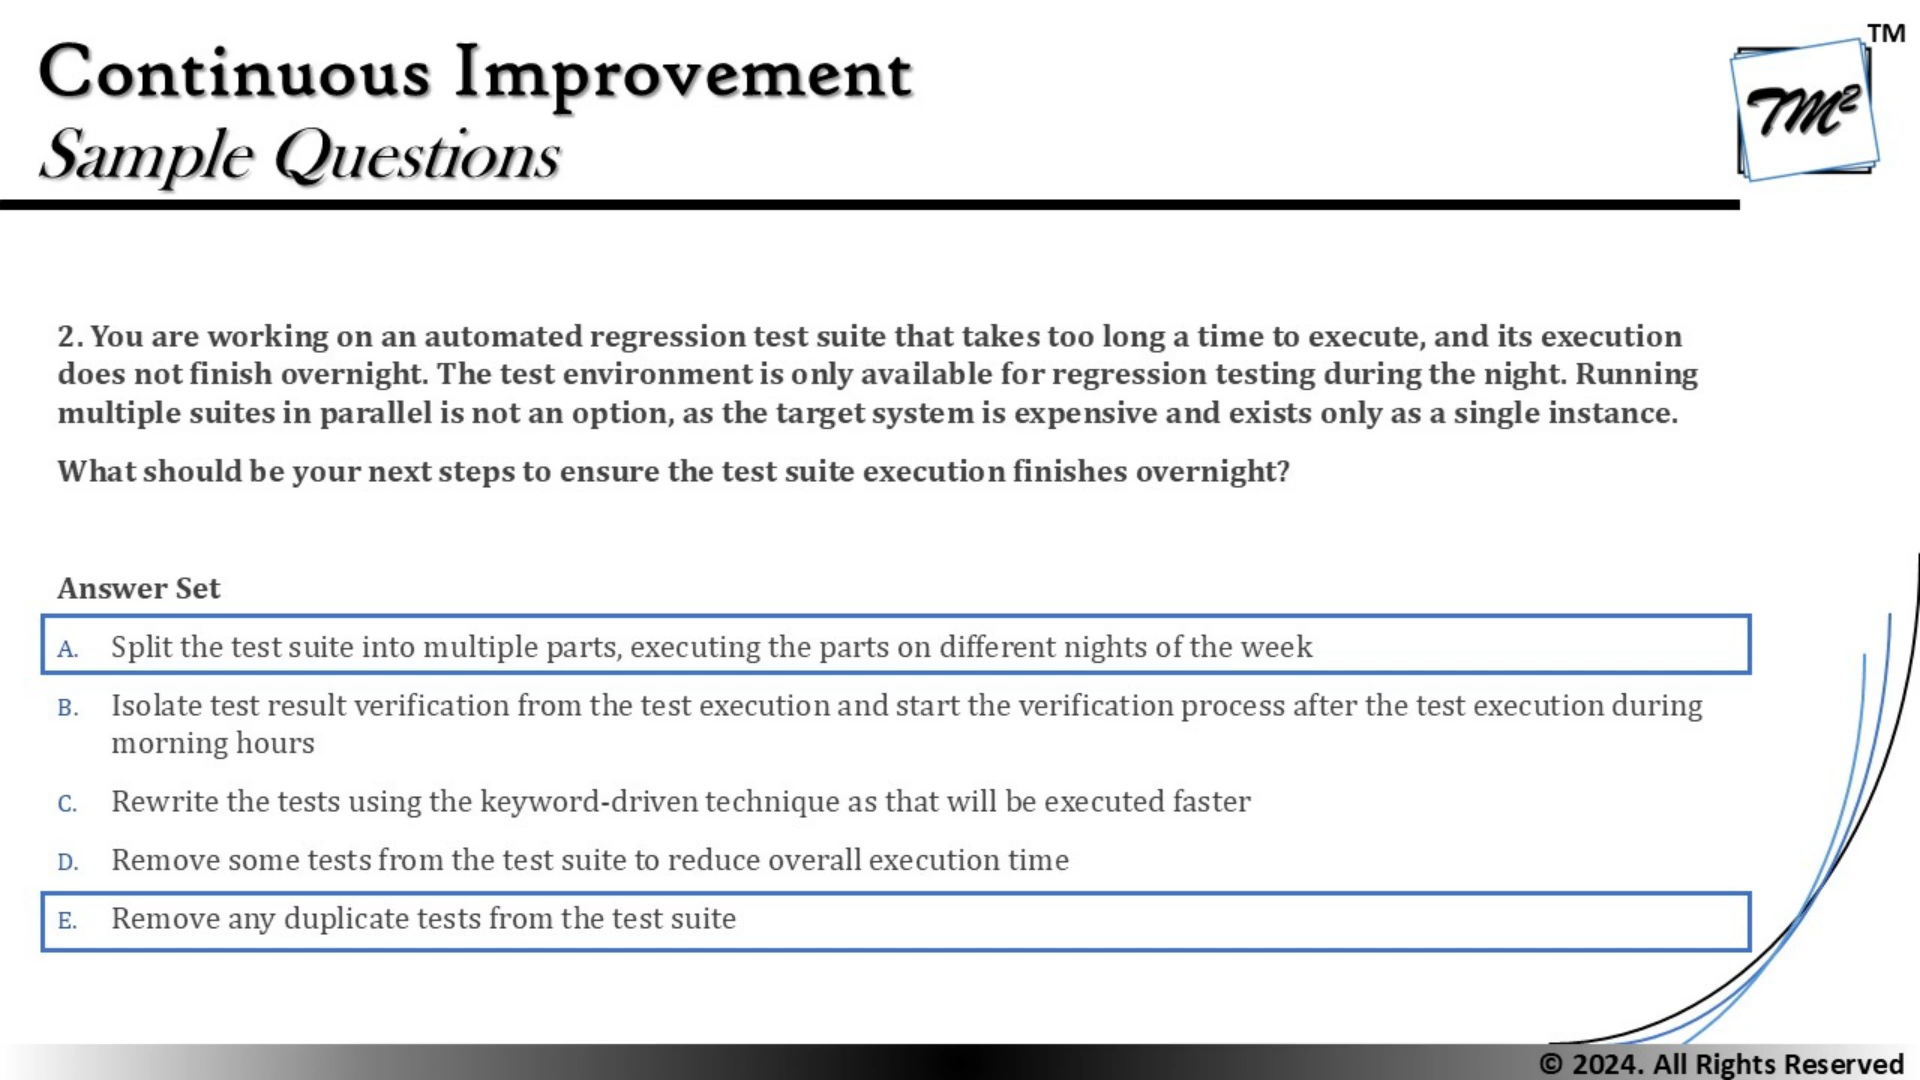 Continuous Improvement
Sample Questions
TM
TM²
2. You are working on an automated regression test suite that takes too long a time to execute, and its execution
does not finish overnight. The test environment is only available for regression testing during the night. Running
multiple suites in parallel is not an option, as the target system is expensive and exists only as a single instance.
What should be your next steps to ensure the test suite execution finishes overnight?
Answer Set
A. Split the test suite into multiple parts, executing the parts on different nights of the week
B. Isolate test result verification from the test execution and start the verification process after the test execution during
morning hours
C. Rewrite the tests using the keyword-driven technique as that will be executed faster
D. Remove some tests from the test suite to reduce overall execution time
E. Remove any duplicate tests from the test suite
© 2024. All Rights Reserved